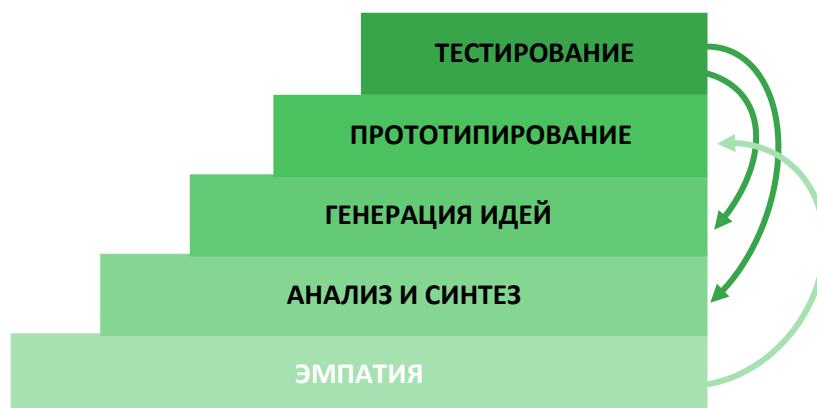 ТЕСТИРОВАНИЕ
ПРОТОТИПИРОВАНИЕ
ГЕНЕРАЦИЯ ИДЕЙ
АНАЛИЗ И СИНТЕЗ
ЭМПАТИЯ